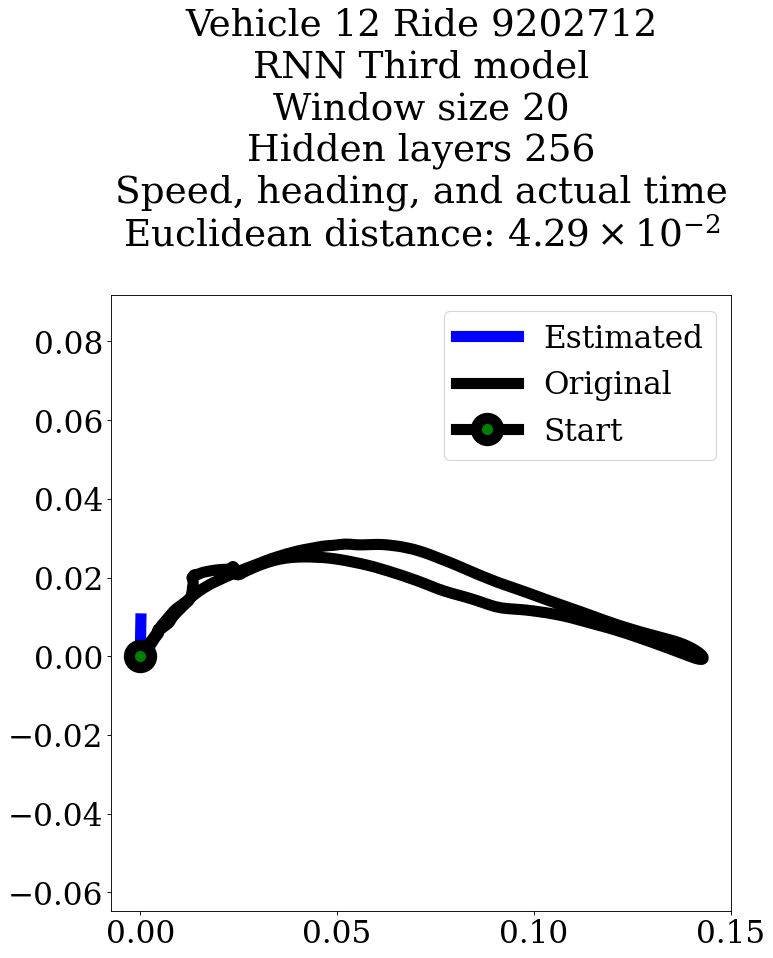 Vehicle 12 Ride 9202712
RNN Third model
Window size 20
Hidden layers 256
Speed, heading, and actual time
Euclidean distance: 4.29 × 10⁻²
Estimated
Original
Start
0.08
0.06
0.04
0.02
0.00
−0.02
−0.04
−0.06
0.00 0.05 0.10 0.15